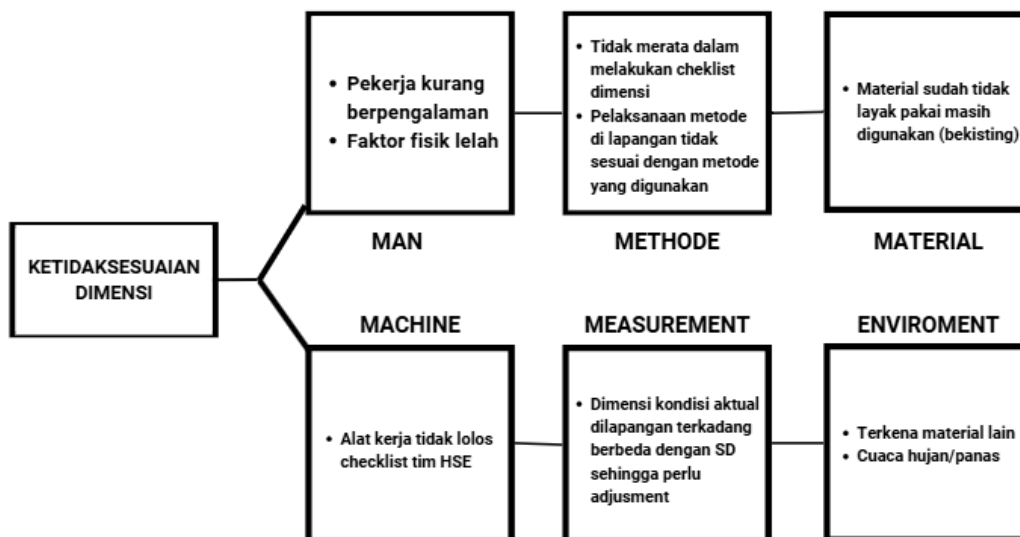 • Pekerja kurang
berpengalaman
• Faktor fisik lelah
MAN
• Tidak merata dalam
melakukan cheklist
dimensi
• Pelaksanaan metode
di lapangan tidak
sesuai dengan metode
yang digunakan
METHODE
• Material sudah tidak
layak pakai masih
digunakan (bekisting)
MATERIAL
KETIDAKSESUAIAN
DIMENSI
MACHINE
• Alat kerja tidak lolos
checklist tim HSE
MEASUREMENT
• Dimensi kondisi aktual
dilapangan terkadang
berbeda dengan SD
sehingga perlu
adjusment
ENVIROMENT
• Terkena material lain
• Cuaca hujan/panas